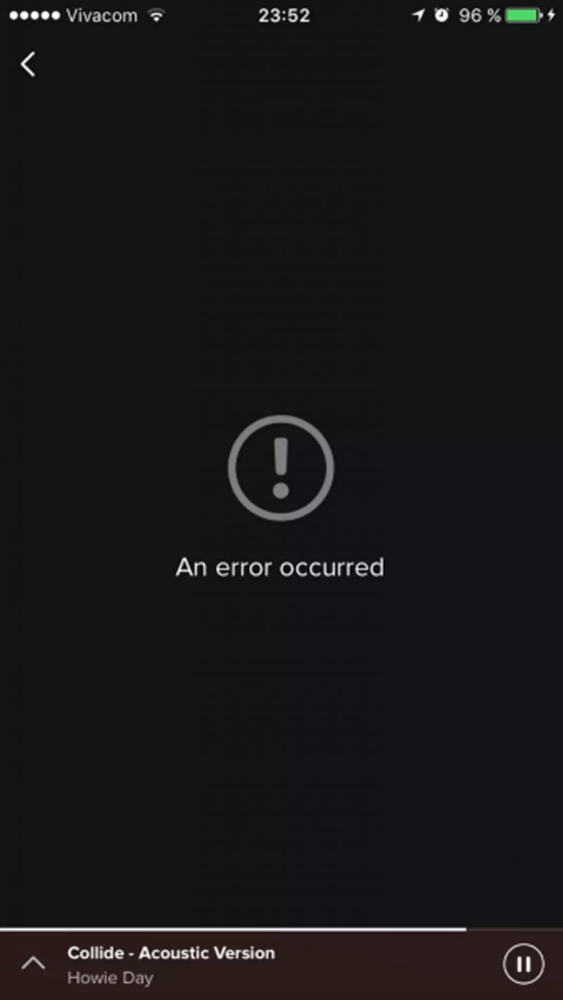 Vivacom 23:52 96 %
An error occurred
Collide - Acoustic Version
Howie Day